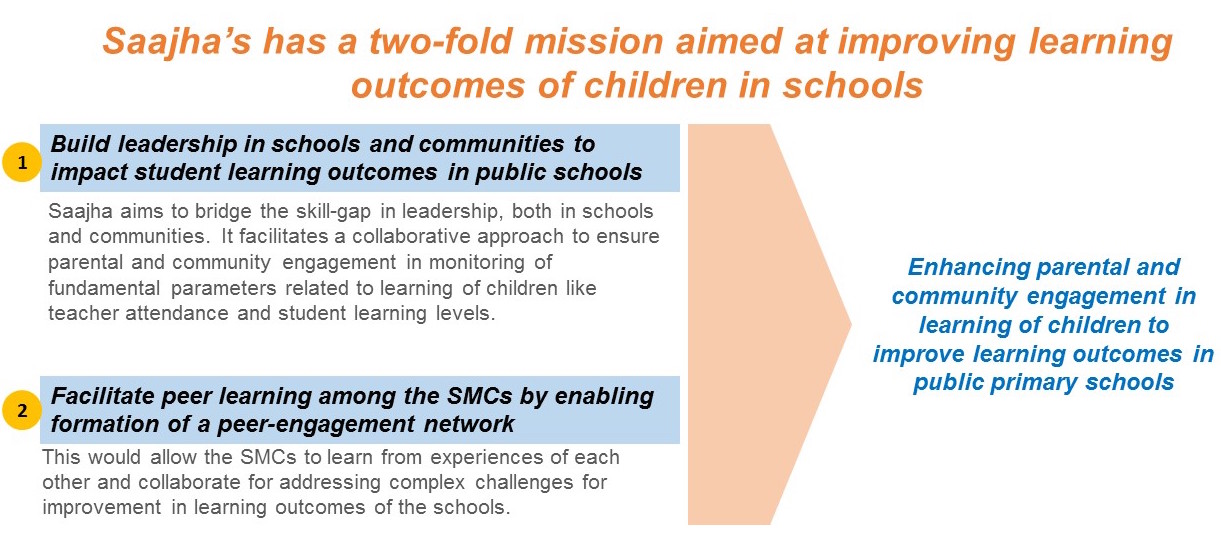 Saajha’s has a two-fold mission aimed at improving learning
outcomes of children in schools
1
Build leadership in schools and communities to
impact student learning outcomes in public schools
Saajha aims to bridge the skill-gap in leadership, both in schools
and communities. It facilitates a collaborative approach to ensure
parental and community engagement in monitoring of
fundamental parameters related to learning of children like
teacher attendance and student learning levels.
2
Facilitate peer learning among the SMCs by enabling
formation of a peer-engagement network
This would allow the SMCs to learn from experiences of each
other and collaborate for addressing complex challenges for
improvement in learning outcomes of the schools.
Enhancing parental and
community engagement in
learning of children to
improve learning outcomes in
public primary schools